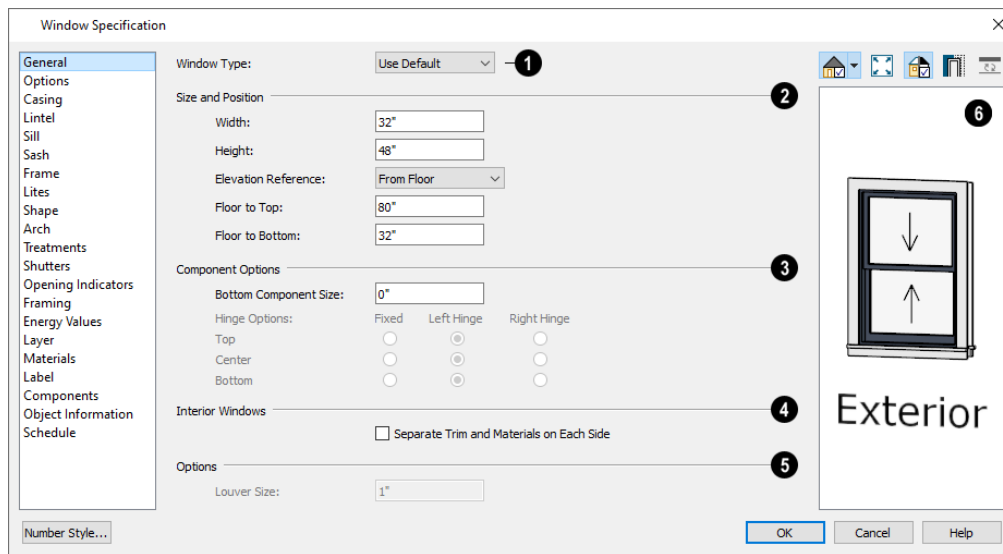 Window Specification
General
Options
Casing
Lintel
Sill
Sash
Frame
Lites
Shape
Arch
Treatments
Shutters
Opening Indicators
Framing
Energy Values
Layer
Materials
Label
Components
Object Information
Schedule
Number Style...
Window Type: Use Default 1
Size and Position 2
Width: 32"
Height: 48"
Elevation Reference: From Floor
Floor to Top: 80"
Floor to Bottom: 32"
Component Options 3
Bottom Component Size: 0"
Hinge Options: Fixed Left Hinge Right Hinge
Top
Center
Bottom
Interior Windows 4
Separate Trim and Materials on Each Side
Options 5
Louver Size: 1"
6
Exterior
OK Cancel Help